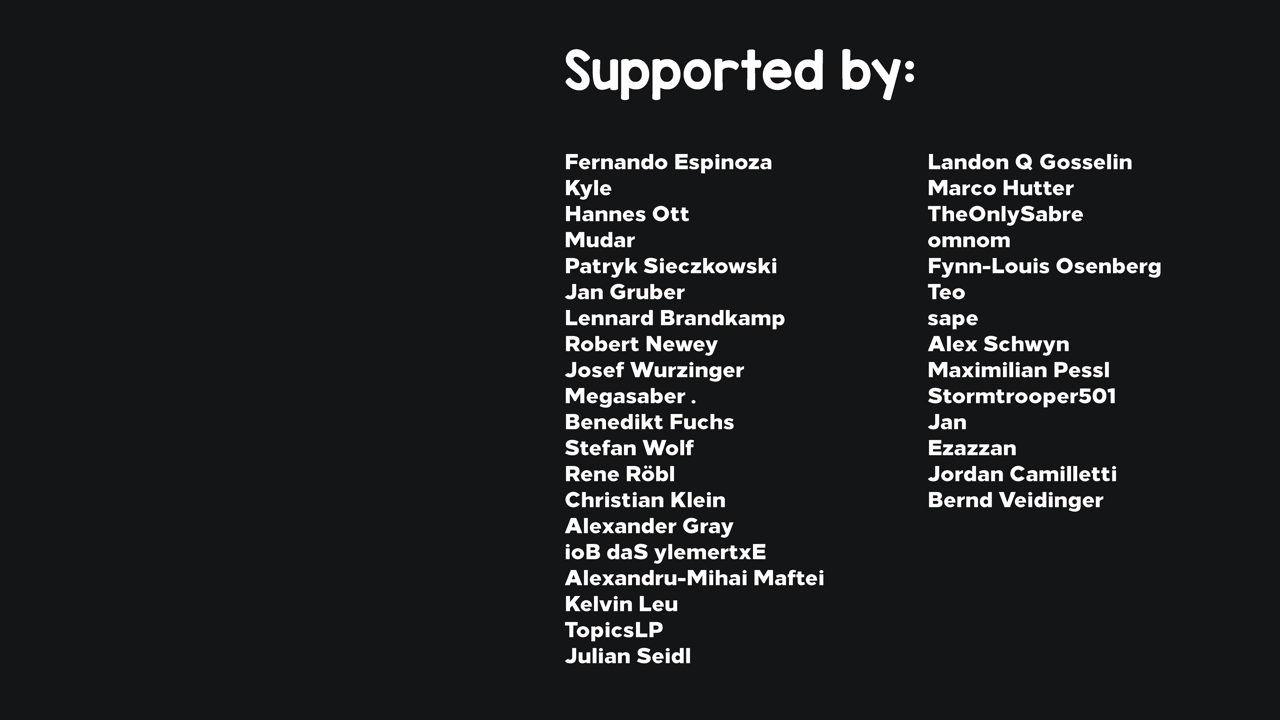 Supported by:
Fernando Espinoza
Kyle
Hannes Ott
Mudar
Patryk Sieczkowski
Jan Gruber
Lennard Brandkamp
Robert Newey
Josef Wurzinger
Megasaber .
Benedikt Fuchs
Stefan Wolf
Rene Röbl
Christian Klein
Alexander Gray
ioB daS ylemertxE
Alexandru-Mihai Maftei
Kelvin Leu
TopicsLP
Julian Seidl
Landon Q Gosselin
Marco Hutter
TheOnlySabre
omnom
Fynn-Louis Osenberg
Teo
sape
Alex Schwyn
Maximilian Pessl
Stormtrooper501
Jan
Ezazzan
Jordan Camilletti
Bernd Veidinger